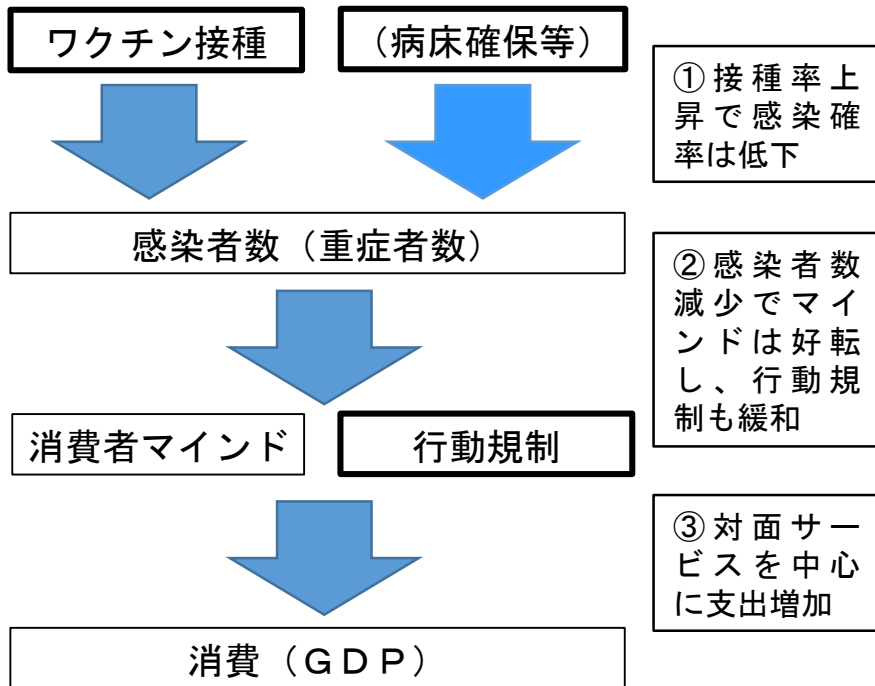 ワクチン接種
（病床確保等）
①接種率上
昇で感染確
率は低下
感染者数（重症者数）
②感染者数
減少でマイ
ンドは好転
し、行動規
制も緩和
消費者マインド
行動規制
③対面サー
ビスを中心
に支出増加
消費（ＧＤＰ）